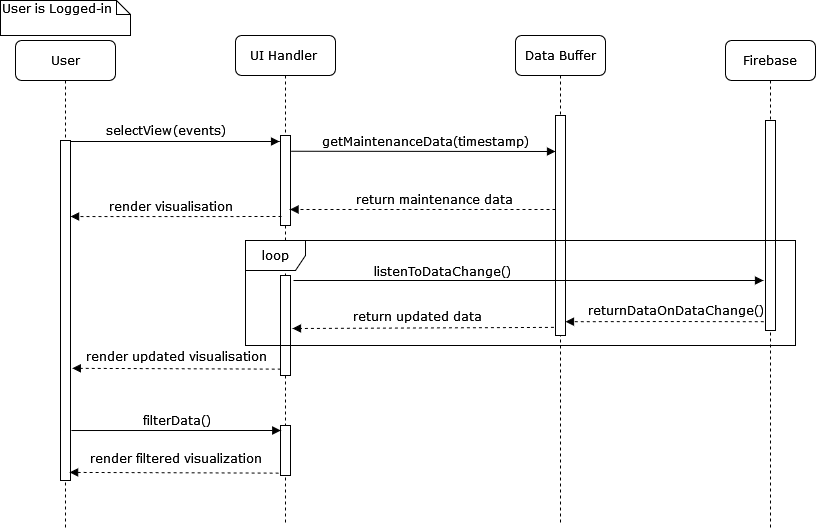 User is Logged-in
User
UI Handler
Data Buffer
Firebase
selectView(events)
getMaintenanceData(timestamp)
return maintenance data
render visualisation
loop
listenToDataChange()
returnDataOnDataChange()
return updated data
render updated visualisation
filterData()
render filtered visualization